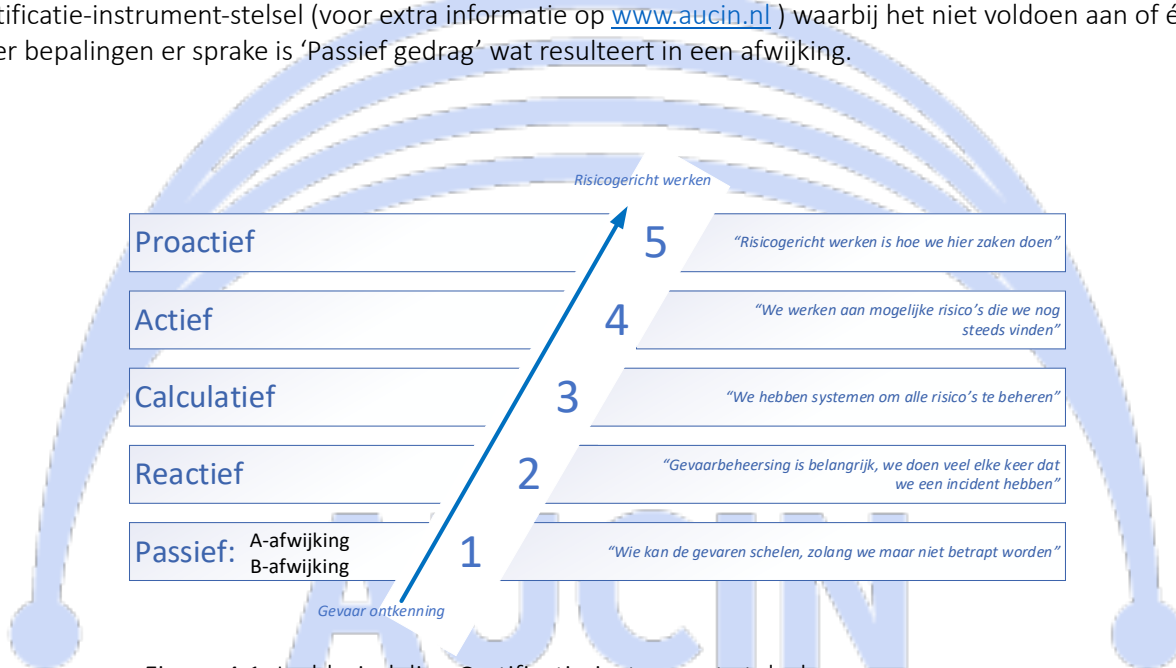 tificatie-instrument-stelsel (voor extra informatie op www.aucin.nl ) waarbij het niet voldoen aan of é
er bepalingen er sprake is ‘Passief gedrag’ wat resulteert in een afwijking.
Risicogericht werken
Proactief
5
“Risicogericht werken is hoe we hier zaken doen”
Actief
4
“We werken aan mogelijke risico’s die we nog
steeds vinden”
Calculatief
3
“We hebben systemen om alle risico’s te beheren”
Reactief
2
“Gevaarbeheersing is belangrijk, we doen veel elke keer dat
we een incident hebben”
Passief:
A-afwijking
B-afwijking
1
“Wie kan de gevaren schelen, zolang we maar niet betrapt worden”
Gevaar ontkenning
AUCIN